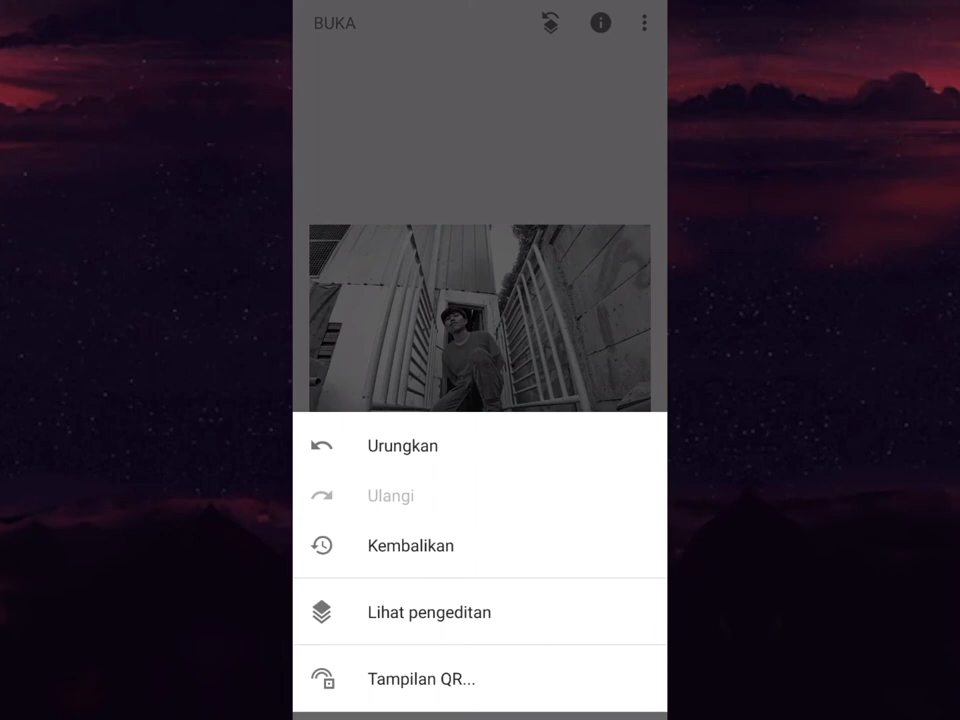 BUKA
Urungkan
Ulangi
Kembalikan
Lihat pengeditan
Tampilan QR...